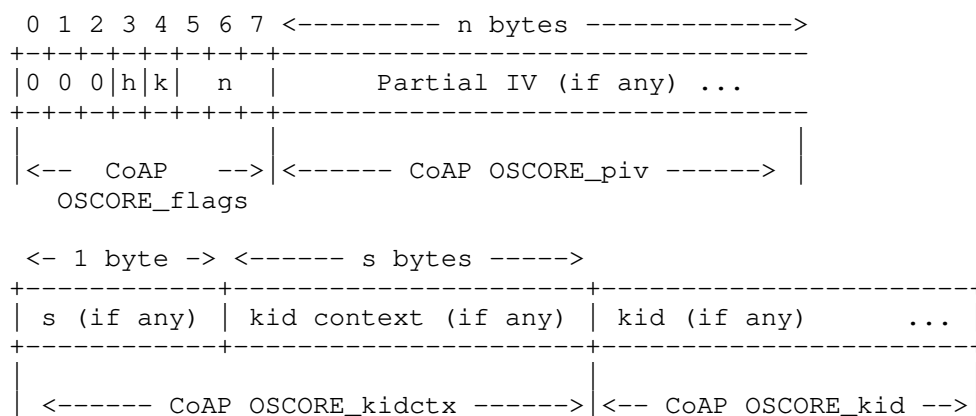 0 1 2 3 4 5 6 7 <--------- n bytes ------------->
+-+-+-+-+-+-+-+-+---------------------------------
|0 0 0|h|k|  n  |      Partial IV (if any) ...
+-+-+-+-+-+-+-+-+---------------------------------
|               |                                |
|<--  CoAP   -->|<------ CoAP OSCORE_piv ------> |
   OSCORE_flags
 <- 1 byte -> <------ s bytes ----->
+------------+----------------------+-----------------------
| s (if any) | kid context (if any) | kid (if any)      ... |
+------------+----------------------+-----------------------
|                                   |                       |
| <------ CoAP OSCORE_kidctx ------>|<-- CoAP OSCORE_kid -->